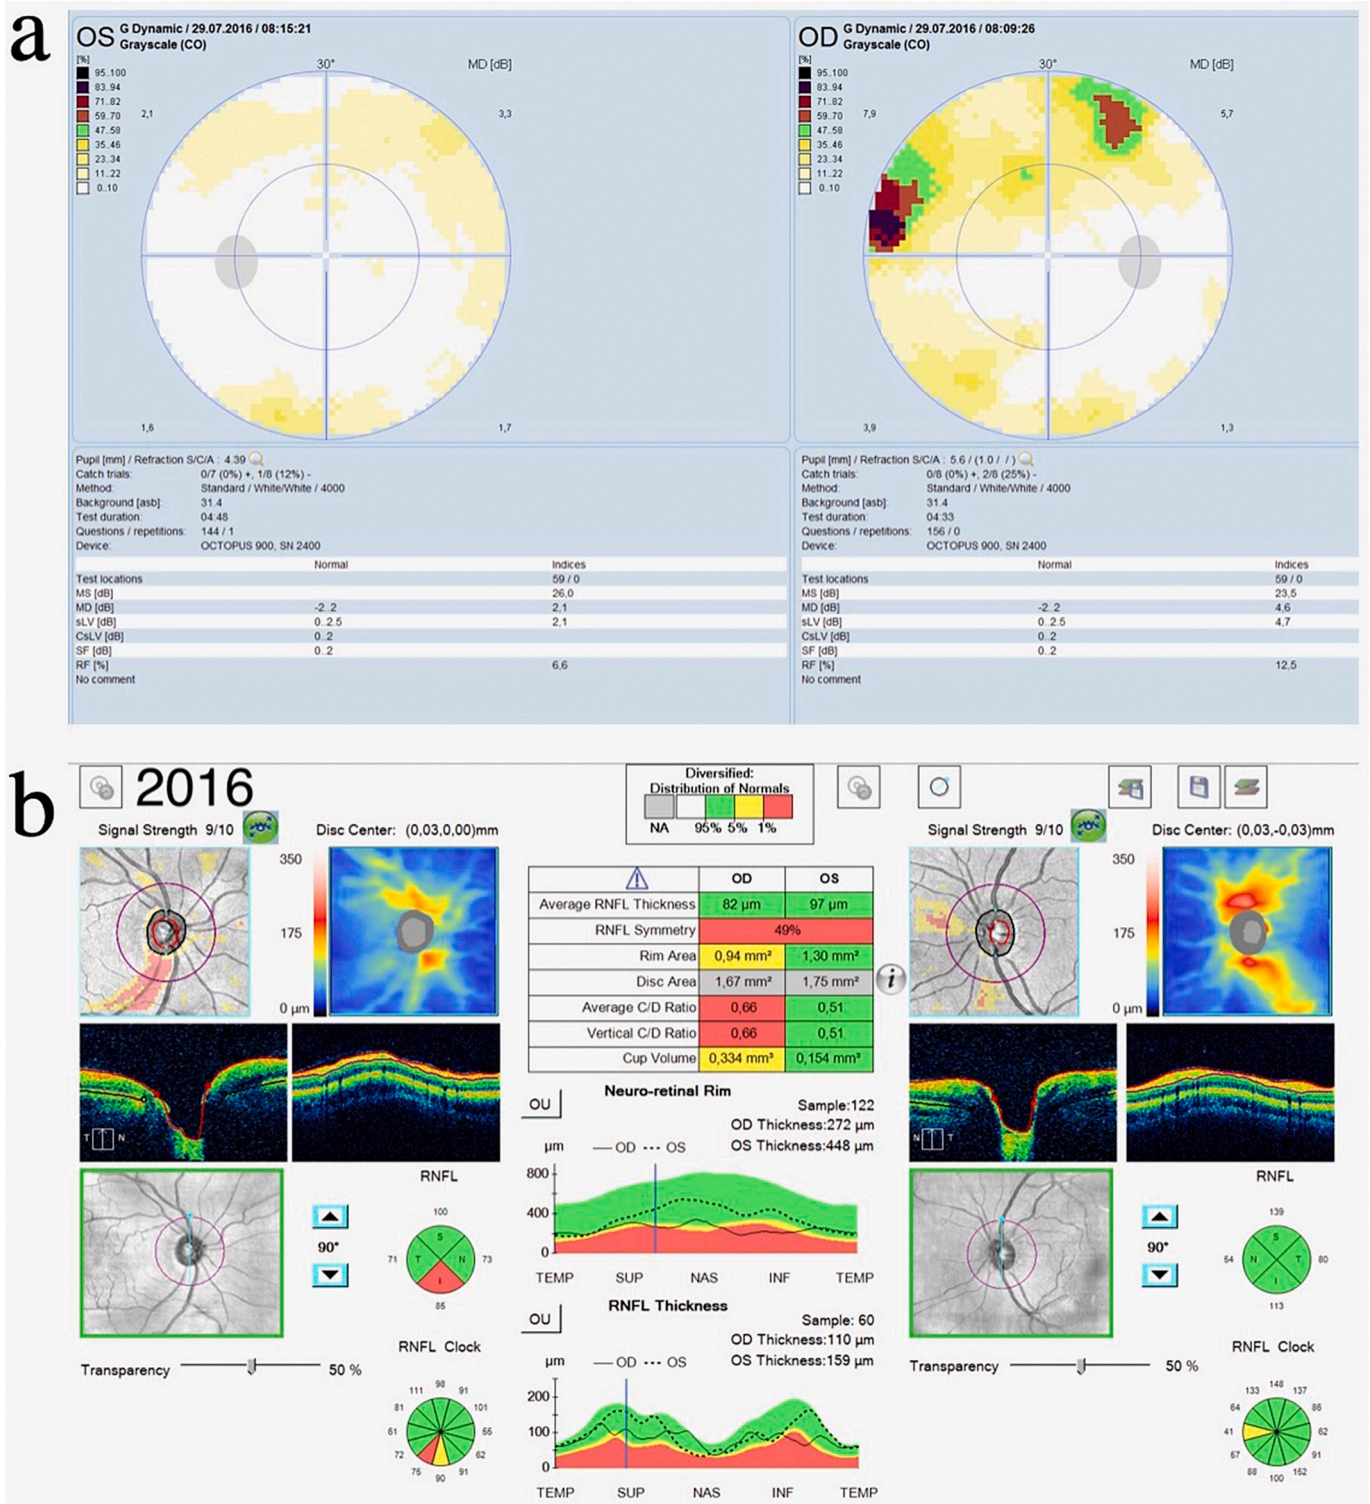 a
OS G Dynamic / 29.07.2016 / 08:15:21
Grayscale (CO)
[%]
95..100
83..94
71..82
59..70
47..58
35..46
23..34
11..22
0..10
30°
MD [dB]
2,1
3,3
1,6
1,7
Pupil [mm] / Refraction S/C/A : 4.39
Catch trials: 0/7 (0%) +, 1/8 (12%) -
Method: Standard / White/White / 4000
Background [asb]: 31.4
Test duration: 04:48
Questions / repetitions: 144 / 1
Device: OCTOPUS 900, SN 2400
Normal Indices
Test locations 59 / 0
MS [dB] 26,0
MD [dB] -2..2 2,1
sLV [dB] 0..2.5 2,1
CsLV [dB] 0..2
SF [dB] 0..2
RF [%] 6,6
No comment
OD G Dynamic / 29.07.2016 / 08:09:26
Grayscale (CO)
[%]
95..100
83..94
71..82
59..70
47..58
35..46
23..34
11..22
0..10
30°
MD [dB]
7,9
5,7
3,9
1,3
Pupil [mm] / Refraction S/C/A : 5.6 / (1.0 / / )
Catch trials: 0/8 (0%) +, 2/8 (25%) -
Method: Standard / White/White / 4000
Background [asb]: 31.4
Test duration: 04:33
Questions / repetitions: 156 / 0
Device: OCTOPUS 900, SN 2400
Normal Indices
Test locations 59 / 0
MS [dB] 23,5
MD [dB] -2..2 4,6
sLV [dB] 0..2.5 4,7
CsLV [dB] 0..2
SF [dB] 0..2
RF [%] 12,5
No comment
b
2016
Signal Strength 9/10
Disc Center: (0,03,0,00)mm
350
175
0 µm
T N
RNFL
100
S
71 T N 73
I
85
90°
RNFL Clock
98
111 91
81 101
61 66
72 62
75 91
90
Transparency 50 %
Diversified:
Distribution of Normals
NA 95% 5% 1%
OD OS
Average RNFL Thickness 82 µm 97 µm
RNFL Symmetry 49%
Rim Area 0,94 mm² 1,30 mm²
Disc Area 1,67 mm² 1,75 mm²
Average C/D Ratio 0,66 0,51
Vertical C/D Ratio 0,66 0,51
Cup Volume 0,334 mm³ 0,154 mm³
i
OU
Neuro-retinal Rim
Sample:122
OD Thickness:272 µm
OS Thickness:448 µm
µm OD OS
800
400
0
TEMP SUP NAS INF TEMP
OU
RNFL Thickness
Sample: 60
OD Thickness:110 µm
OS Thickness:159 µm
µm OD OS
200
100
0
TEMP SUP NAS INF TEMP
Signal Strength 9/10
Disc Center: (0,03,-0,03)mm
350
175
0 µm
N T
RNFL
139
S
64 N T 80
I
113
90°
RNFL Clock
148
133 137
64 86
41 62
57 91
88 152
100
Transparency 50 %